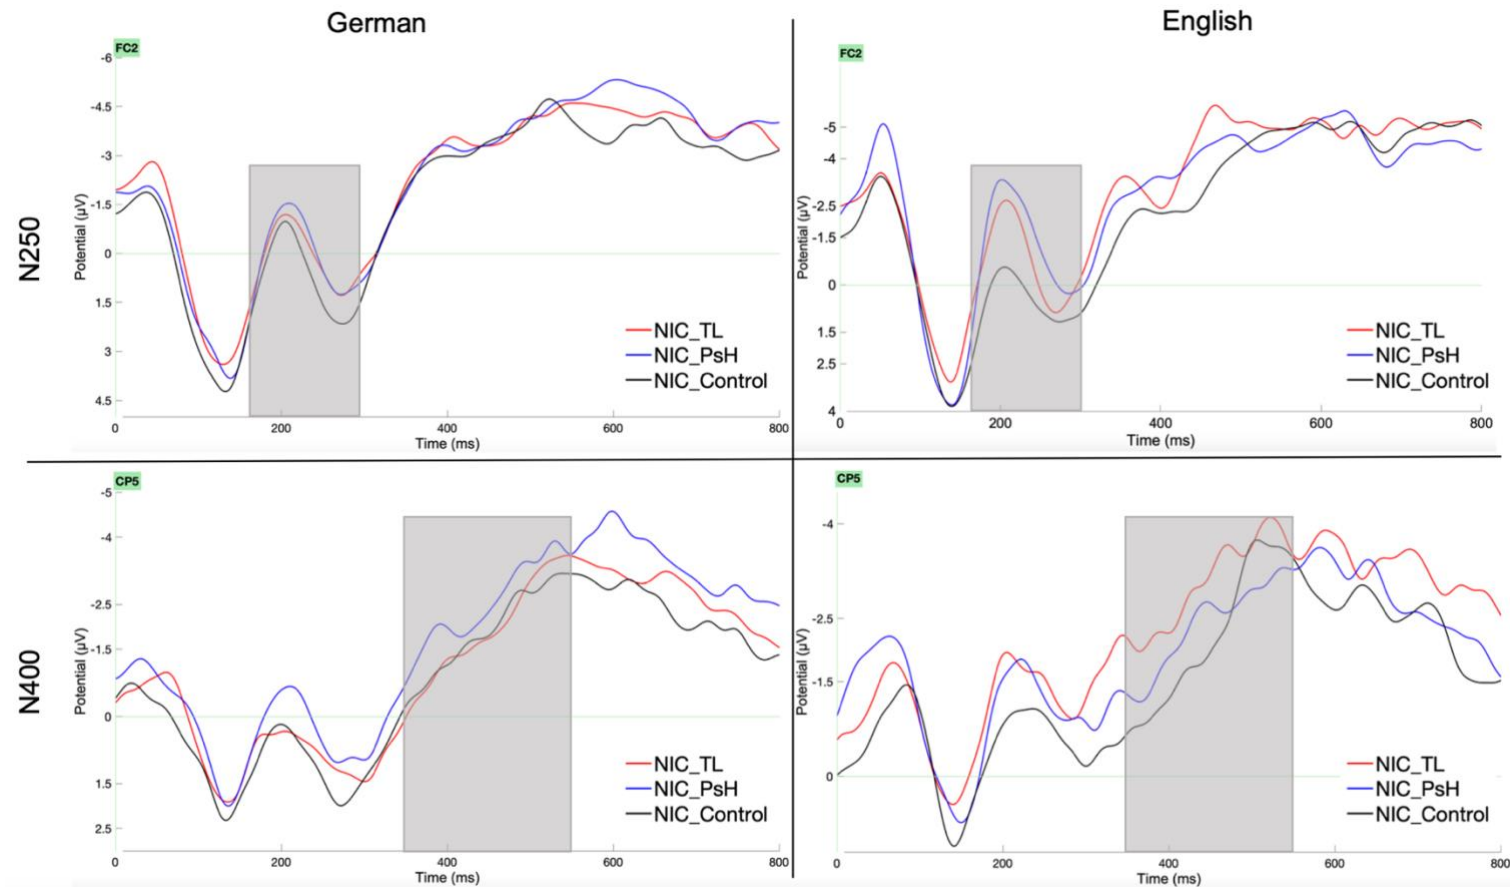 German
English
N250
FC2
-6
-4.5
-3
-1.5
0
1.5
3
4.5
Potential (µV)
NIC_TL
NIC_PsH
NIC_Control
0
200
400
600
800
Time (ms)
FC2
-5
-4
-2.5
-1.5
0
1.5
2.5
4
Potential (µV)
NIC_TL
NIC_PsH
NIC_Control
0
200
400
600
800
Time (ms)
N400
CP5
-5
-4
-2.5
-1.5
0
1.5
2.5
Potential (µV)
NIC_TL
NIC_PsH
NIC_Control
0
200
400
600
800
Time (ms)
CP5
-4
-2.5
-1.5
0
Potential (µV)
NIC_TL
NIC_PsH
NIC_Control
0
200
400
600
800
Time (ms)